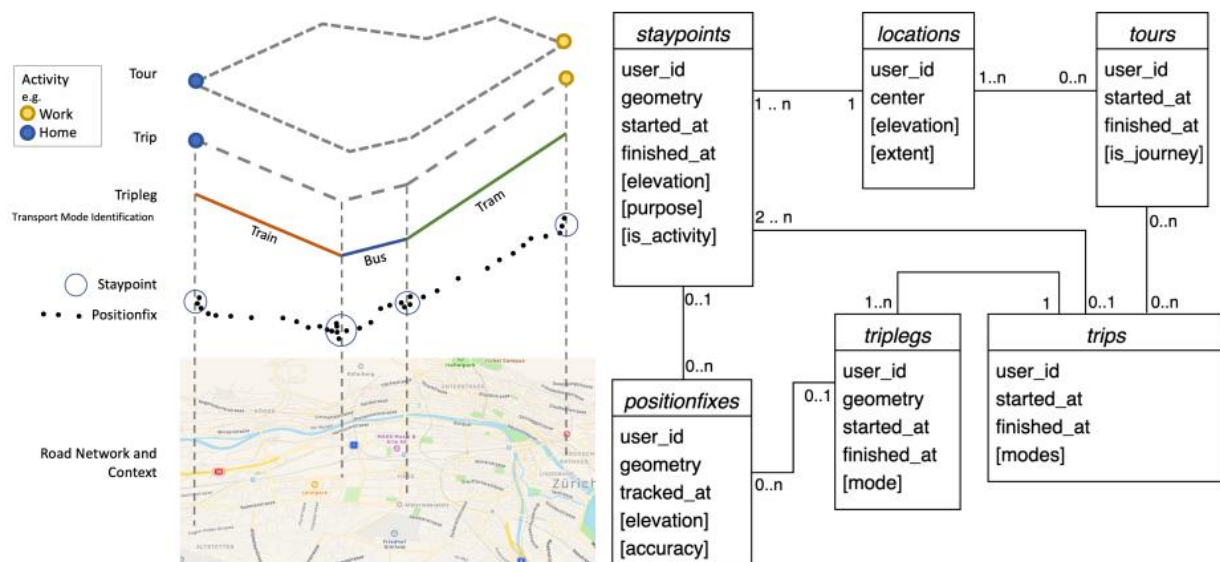 Activity
e.g.
Work
Home
Tour
Trip
Tripleg
Transport Mode Identification
Train
Bus
Tram
Staypoint
Positionfix
Road Network and
Context
Zürich
staypoints
user_id
geometry
started_at
finished_at
[elevation]
[purpose]
[is_activity]
1 .. n
1
2 .. n
0..1
locations
user_id
center
[elevation]
[extent]
1..n
0..n
tours
user_id
started_at
finished_at
[is_journey]
0..n
0..n
positionfixes
user_id
geometry
tracked_at
[elevation]
[accuracy]
0..n
0..n
0..1
triplegs
user_id
geometry
started_at
finished_at
[mode]
1..n
1
0..1
trips
user_id
started_at
finished_at
[modes]